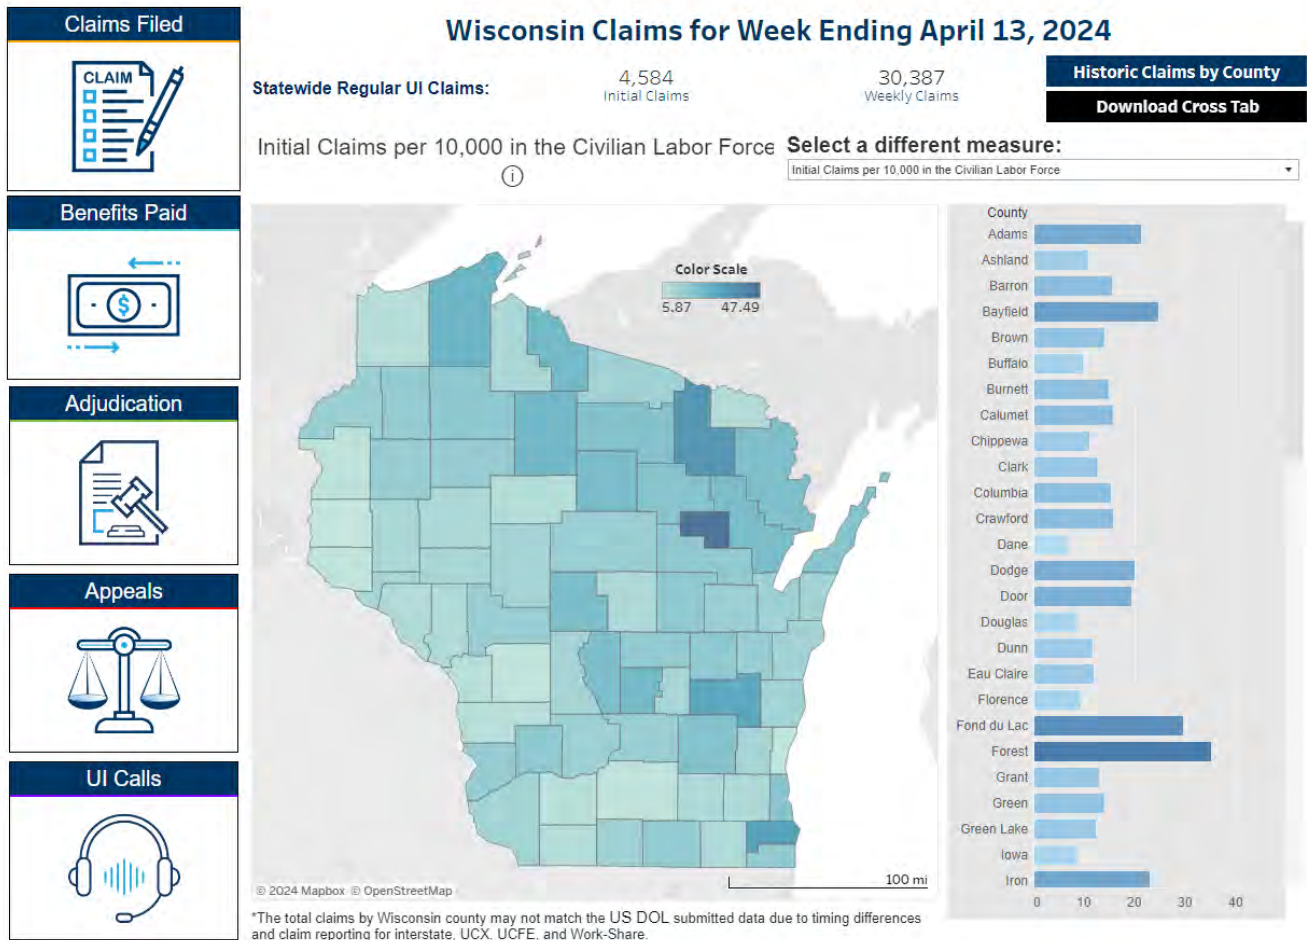 Claims Filed
CLAIM
Benefits Paid
$
Adjudication
Appeals
UI Calls
Wisconsin Claims for Week Ending April 13, 2024
Statewide Regular UI Claims:
4,584
Initial Claims
30,387
Weekly Claims
Historic Claims by County
Download Cross Tab
Initial Claims per 10,000 in the Civilian Labor Force
i
Select a different measure:
Initial Claims per 10,000 in the Civilian Labor Force
Color Scale
5.87 47.49
100 mi
© 2024 Mapbox © OpenStreetMap
County
Adams
Ashland
Barron
Bayfield
Brown
Buffalo
Burnett
Calumet
Chippewa
Clark
Columbia
Crawford
Dane
Dodge
Door
Douglas
Dunn
Eau Claire
Florence
Fond du Lac
Forest
Grant
Green
Green Lake
Iowa
Iron
0 10 20 30 40
*The total claims by Wisconsin county may not match the US DOL submitted data due to timing differences
and claim reporting for interstate, UCX, UCFE, and Work-Share.